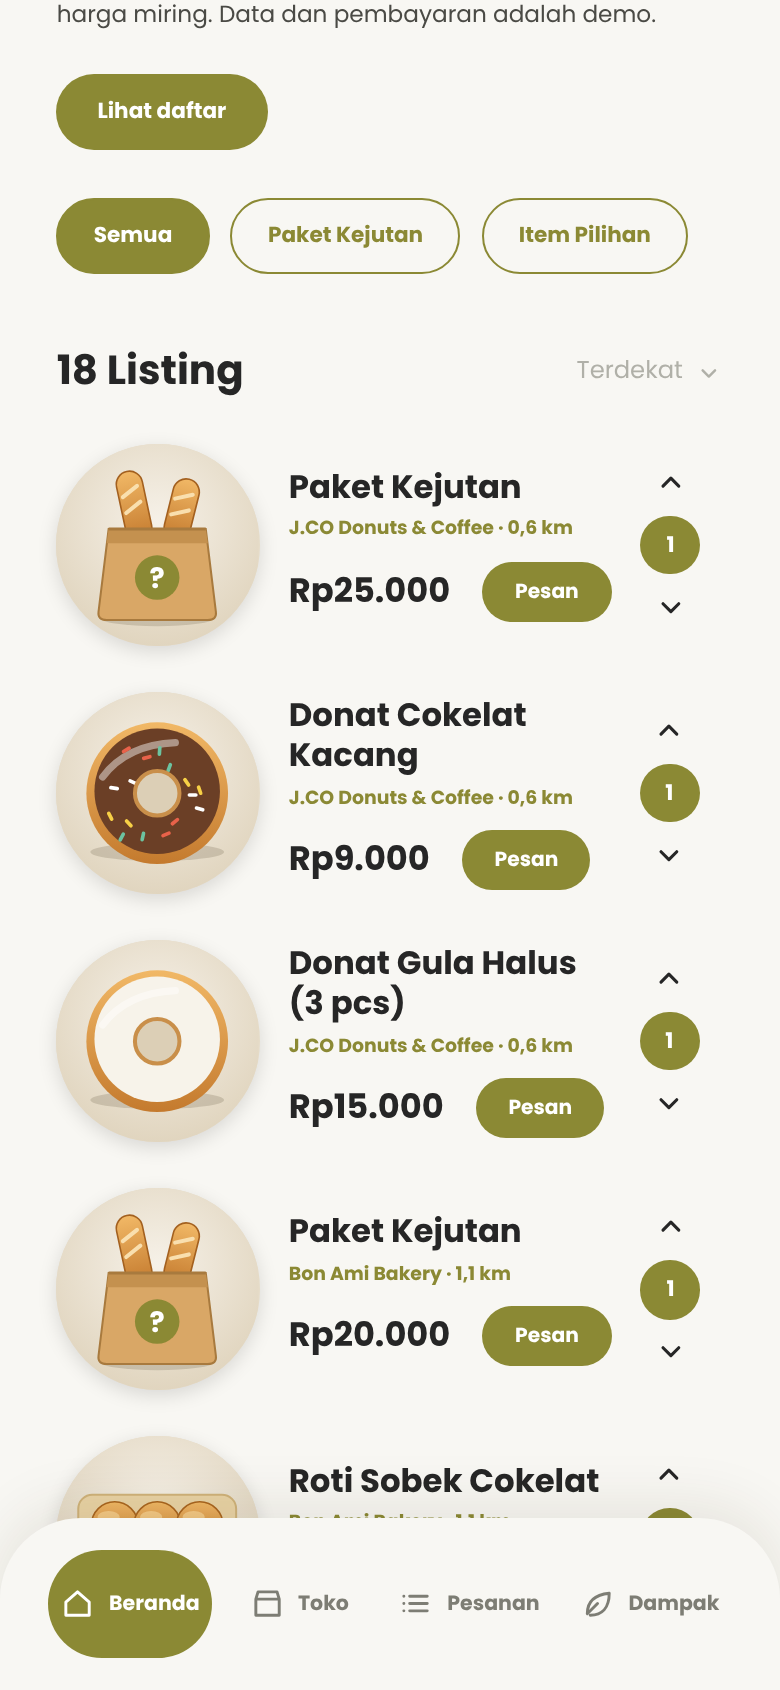 harga miring. Data dan pembayaran adalah demo.
Lihat daftar
Semua
Paket Kejutan
Item Pilihan
18 Listing
Terdekat
?
Paket Kejutan
J.CO Donuts & Coffee · 0,6 km
Rp25.000
Pesan
1
Donat Cokelat
Kacang
J.CO Donuts & Coffee · 0,6 km
Rp9.000
Pesan
1
Donat Gula Halus
(3 pcs)
J.CO Donuts & Coffee · 0,6 km
Rp15.000
Pesan
1
?
Paket Kejutan
Bon Ami Bakery · 1,1 km
Rp20.000
Pesan
1
Roti Sobek Cokelat
Beranda
Toko
Pesanan
Dampak